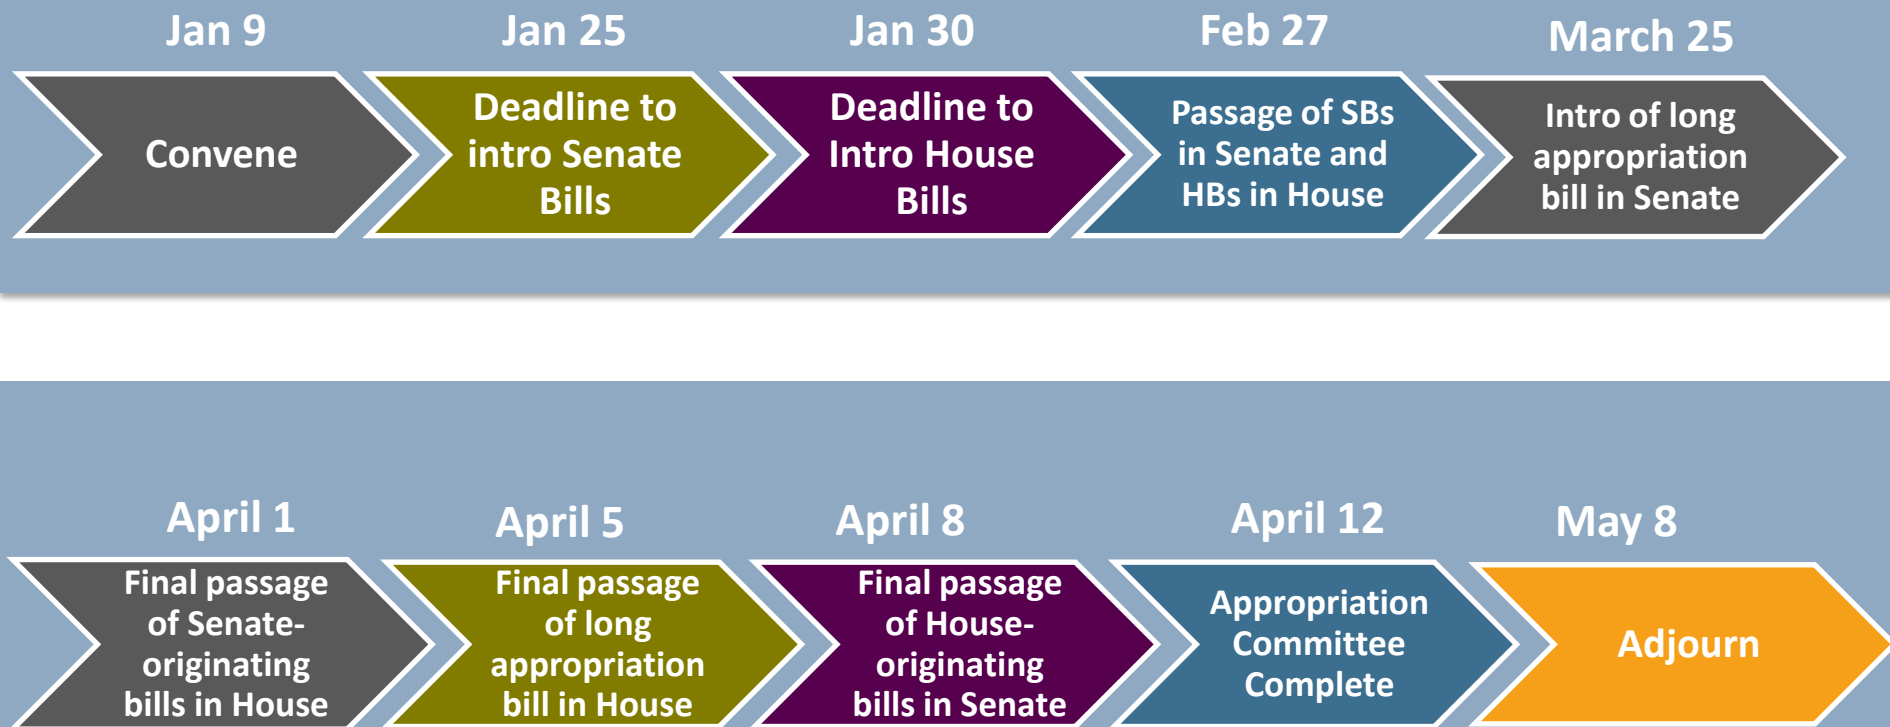 Jan 9
Jan 25
Jan 30
Feb 27
March 25
Convene
Deadline to
intro Senate
Bills
Deadline to
Intro House
Bills
Passage of SBs
in Senate and
HBs in House
Intro of long
appropriation
bill in Senate
April 1
April 5
April 8
April 12
May 8
Final passage
of Senate-
originating
bills in House
Final passage
of long
appropriation
bill in House
Final passage
of House-
originating
bills in Senate
Appropriation
Committee
Complete
Adjourn